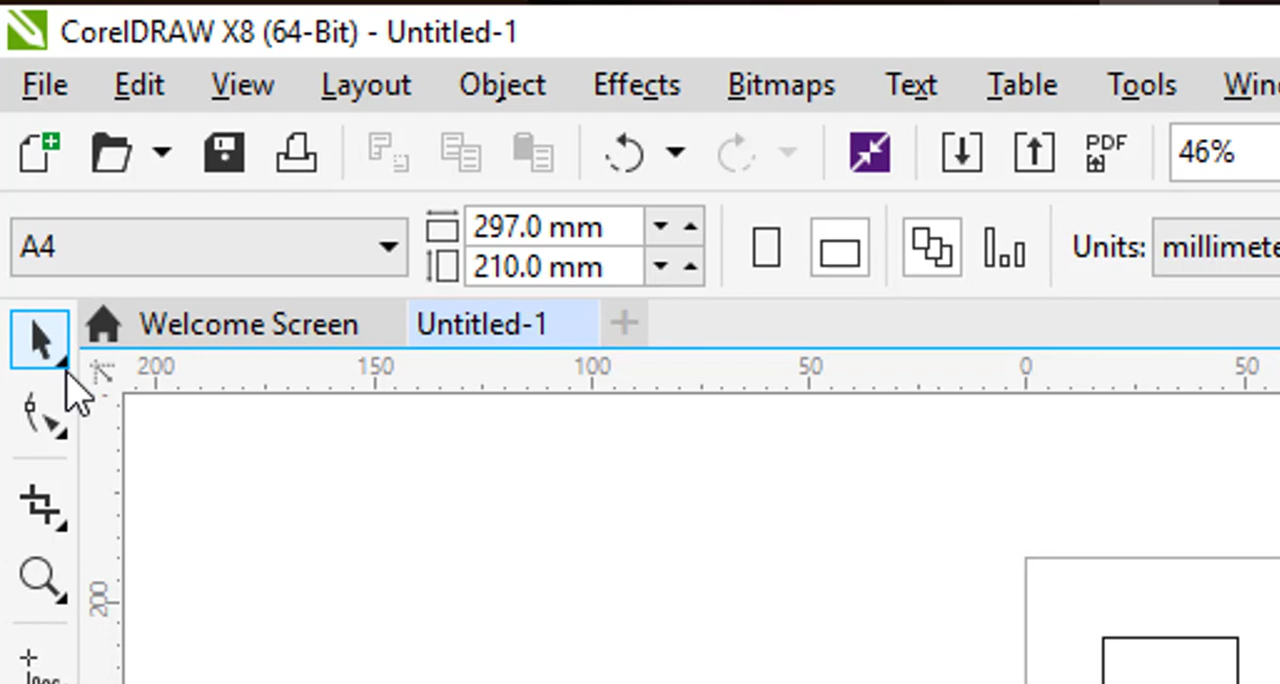 CorelDRAW X8 (64-Bit) - Untitled-1
File Edit View Layout Object Effects Bitmaps Text Table Tools
PDF 46%
A4 297.0 mm Units:
210.0 mm
Welcome Screen Untitled-1 +
200 150 100 50 0 50
200